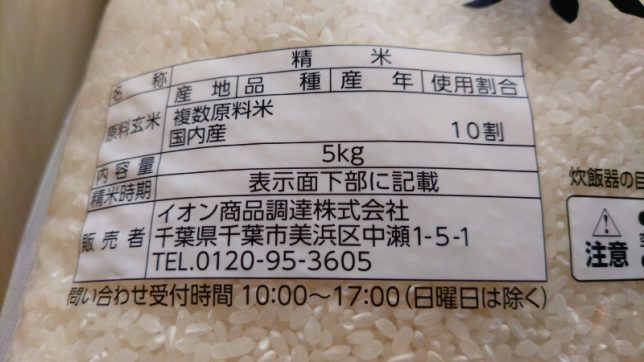 名称 精米
原料玄米 産地 品種 産年 使用割合
複数原料米
国内産 10割
内容量 5kg
精米時期 表示面下部に記載
販売者 イオン商品調達株式会社
千葉県千葉市美浜区中瀬1-5-1
TEL.0120-95-3605
問い合わせ受付時間 10:00～17:00(日曜日は除く)
炊飯器の目
注意